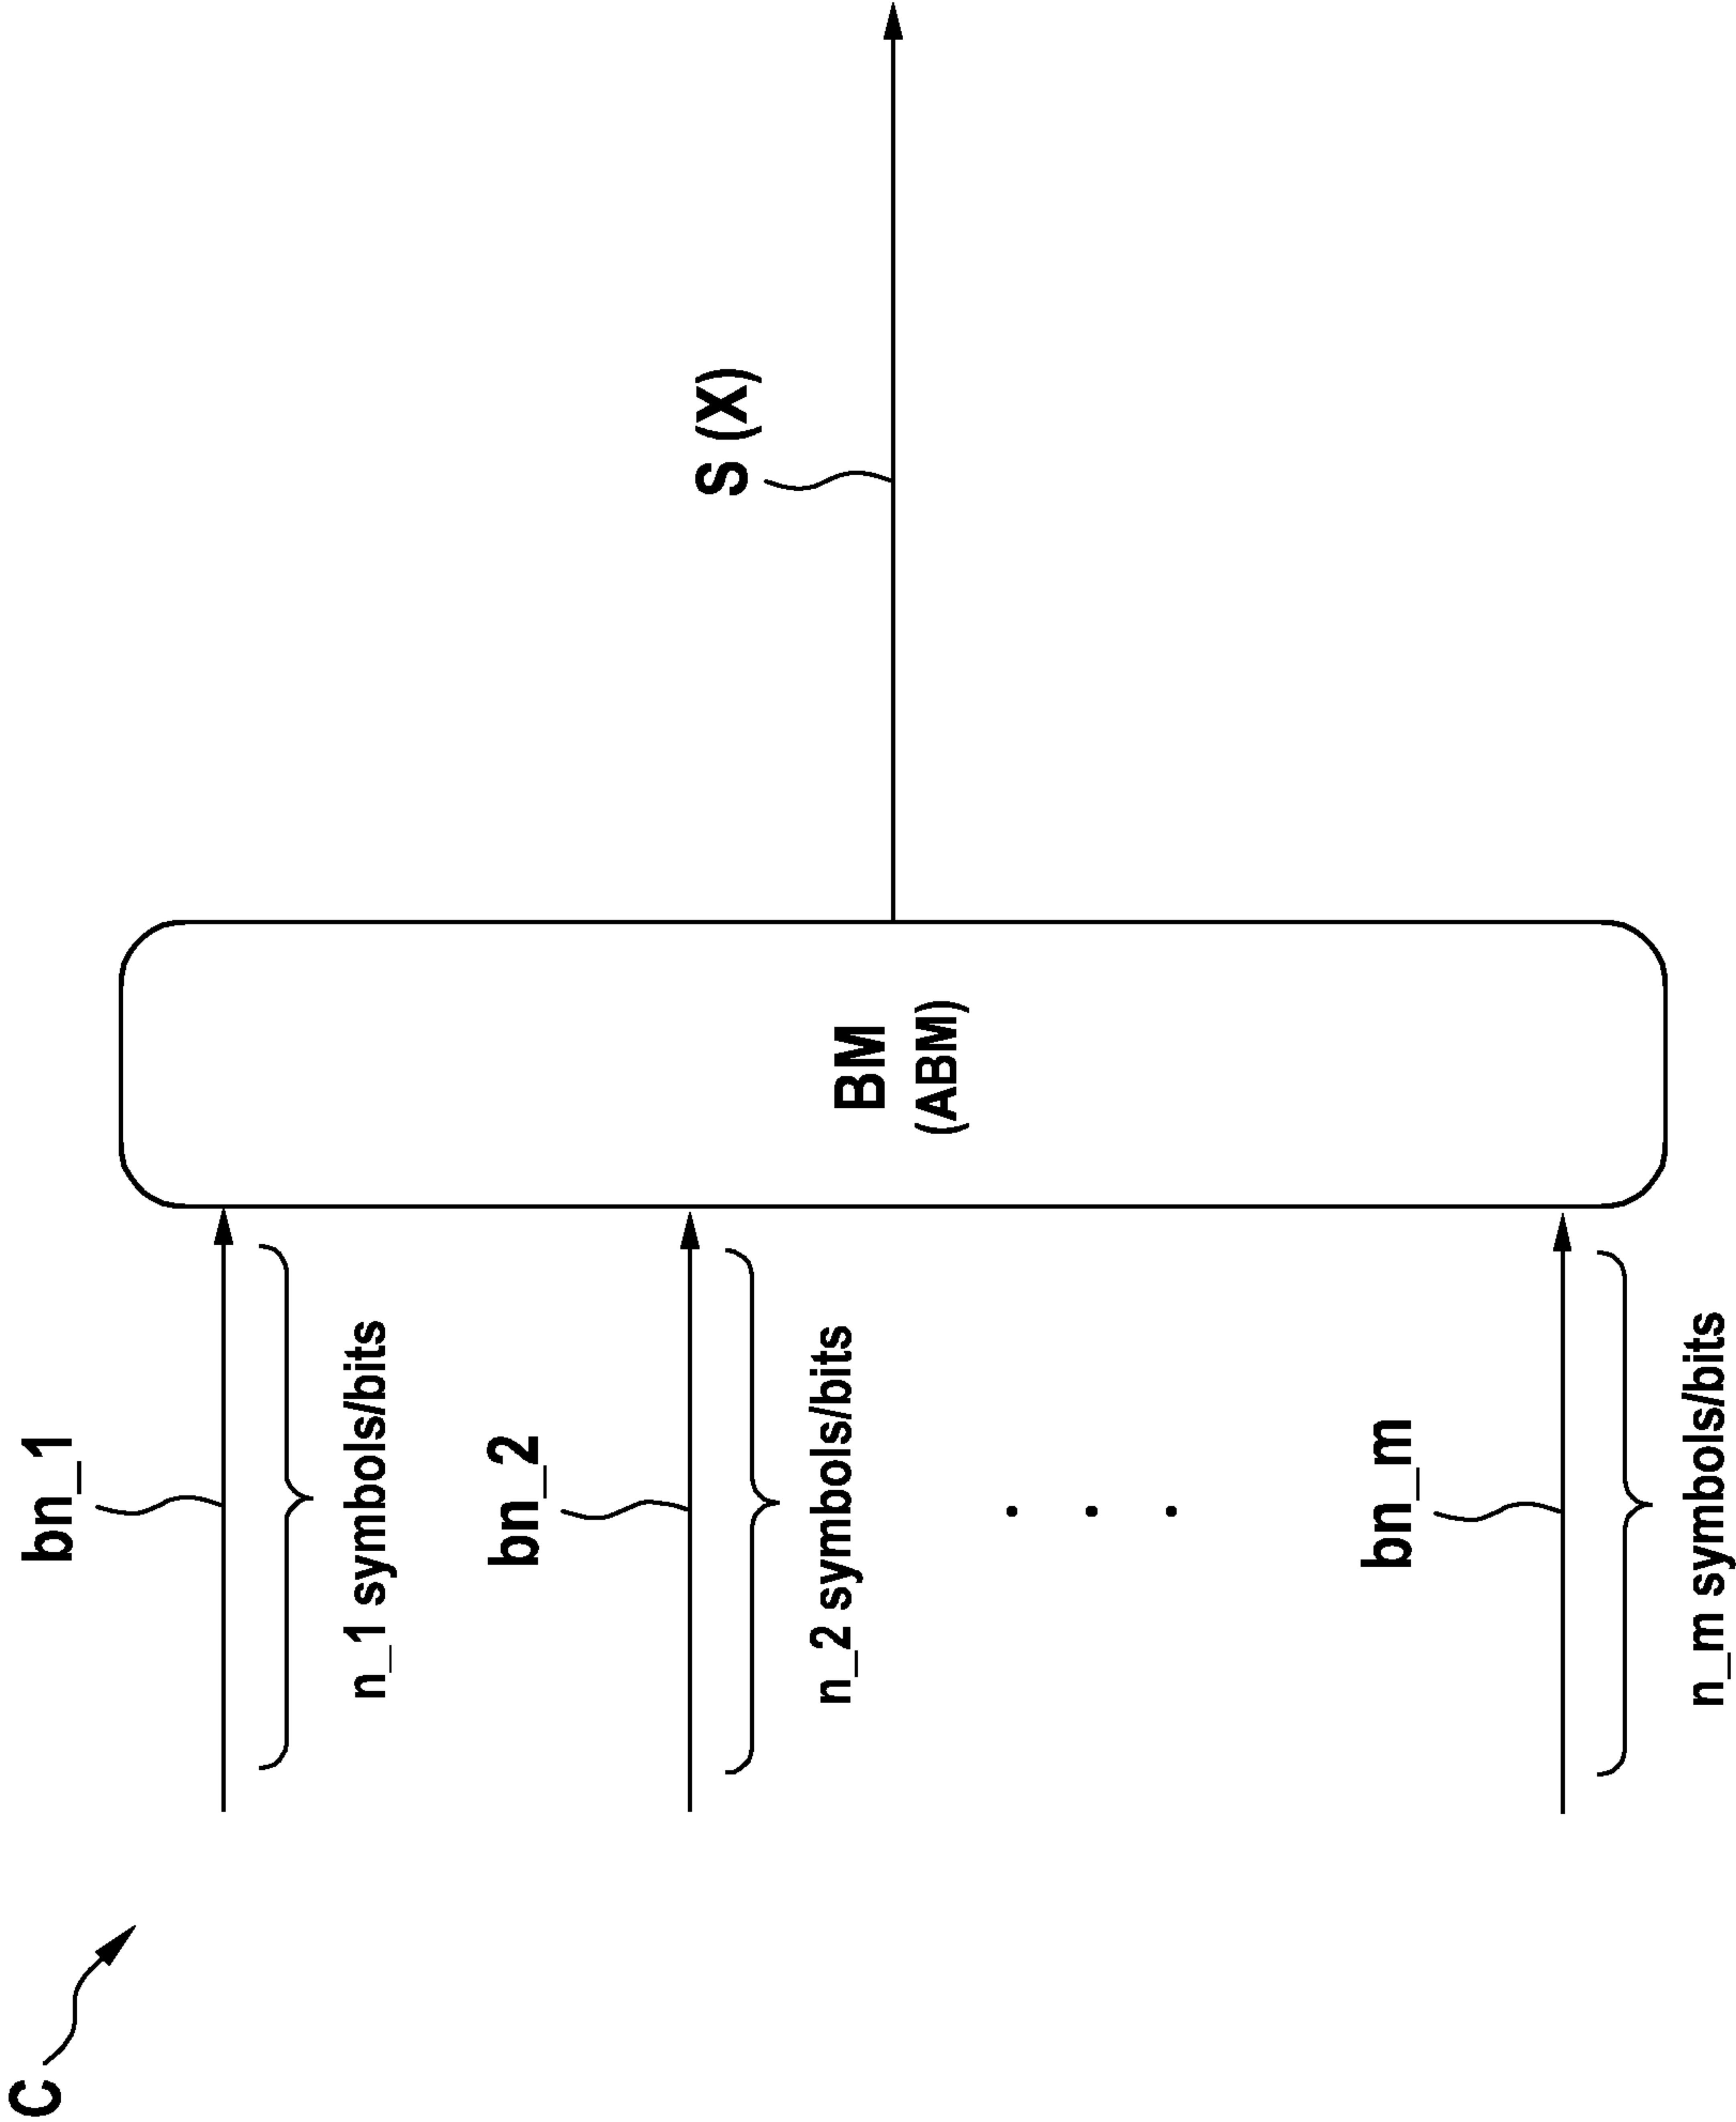 C
bn_1
n_1 symbols/bits
bn_2
n_2 symbols/bits
bn_m
n_m symbols/bits
BM
(ABM)
S (X)